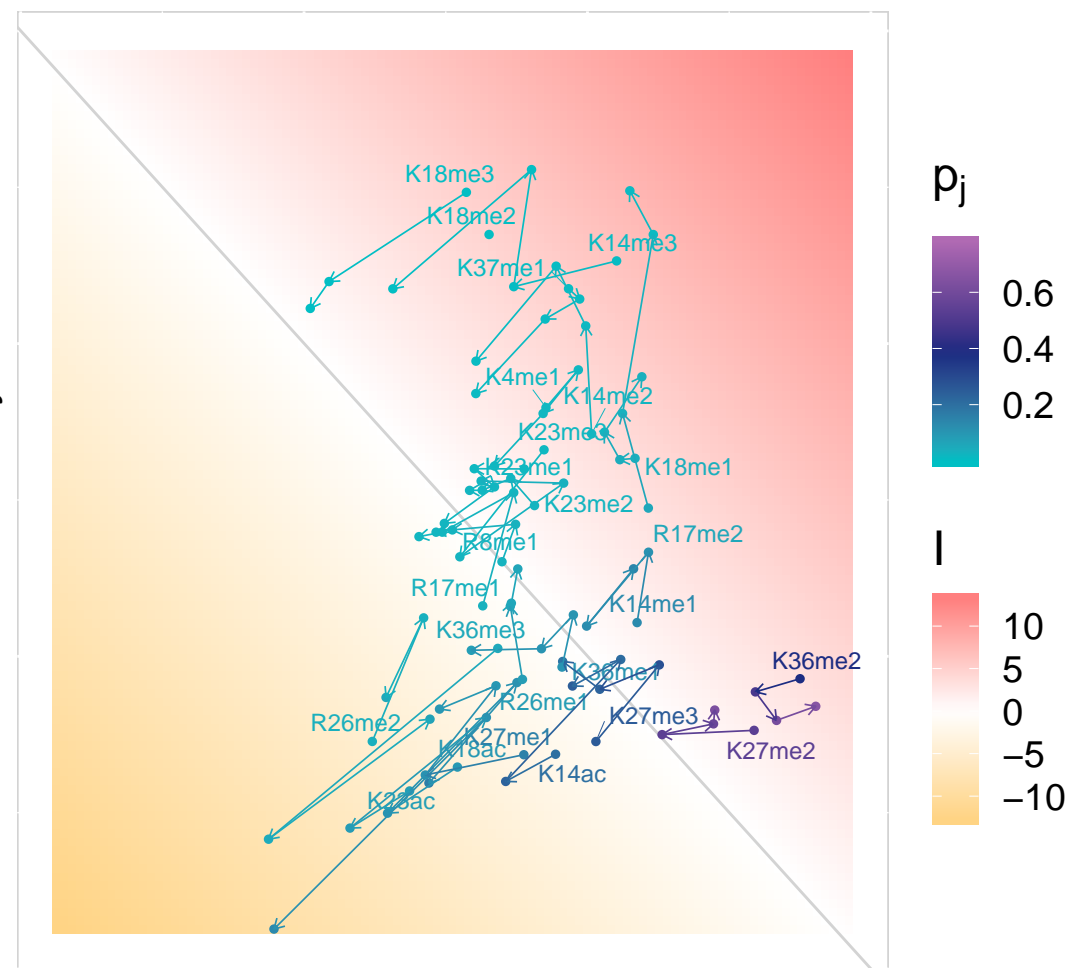 K18me3
K18me2
K14me3
K37me1
K4me1
K14me2
K23me3
K23me1
K18me1
K23me2
R8me1
R17me2
R17me1
K14me1
K36me3
K36me1
K36me2
R26me1
R26me2
K27me3
K27me1
K18ac
K27me2
K14ac
K23ac
pj
0.6
0.4
0.2
I
10
5
0
−5
−10